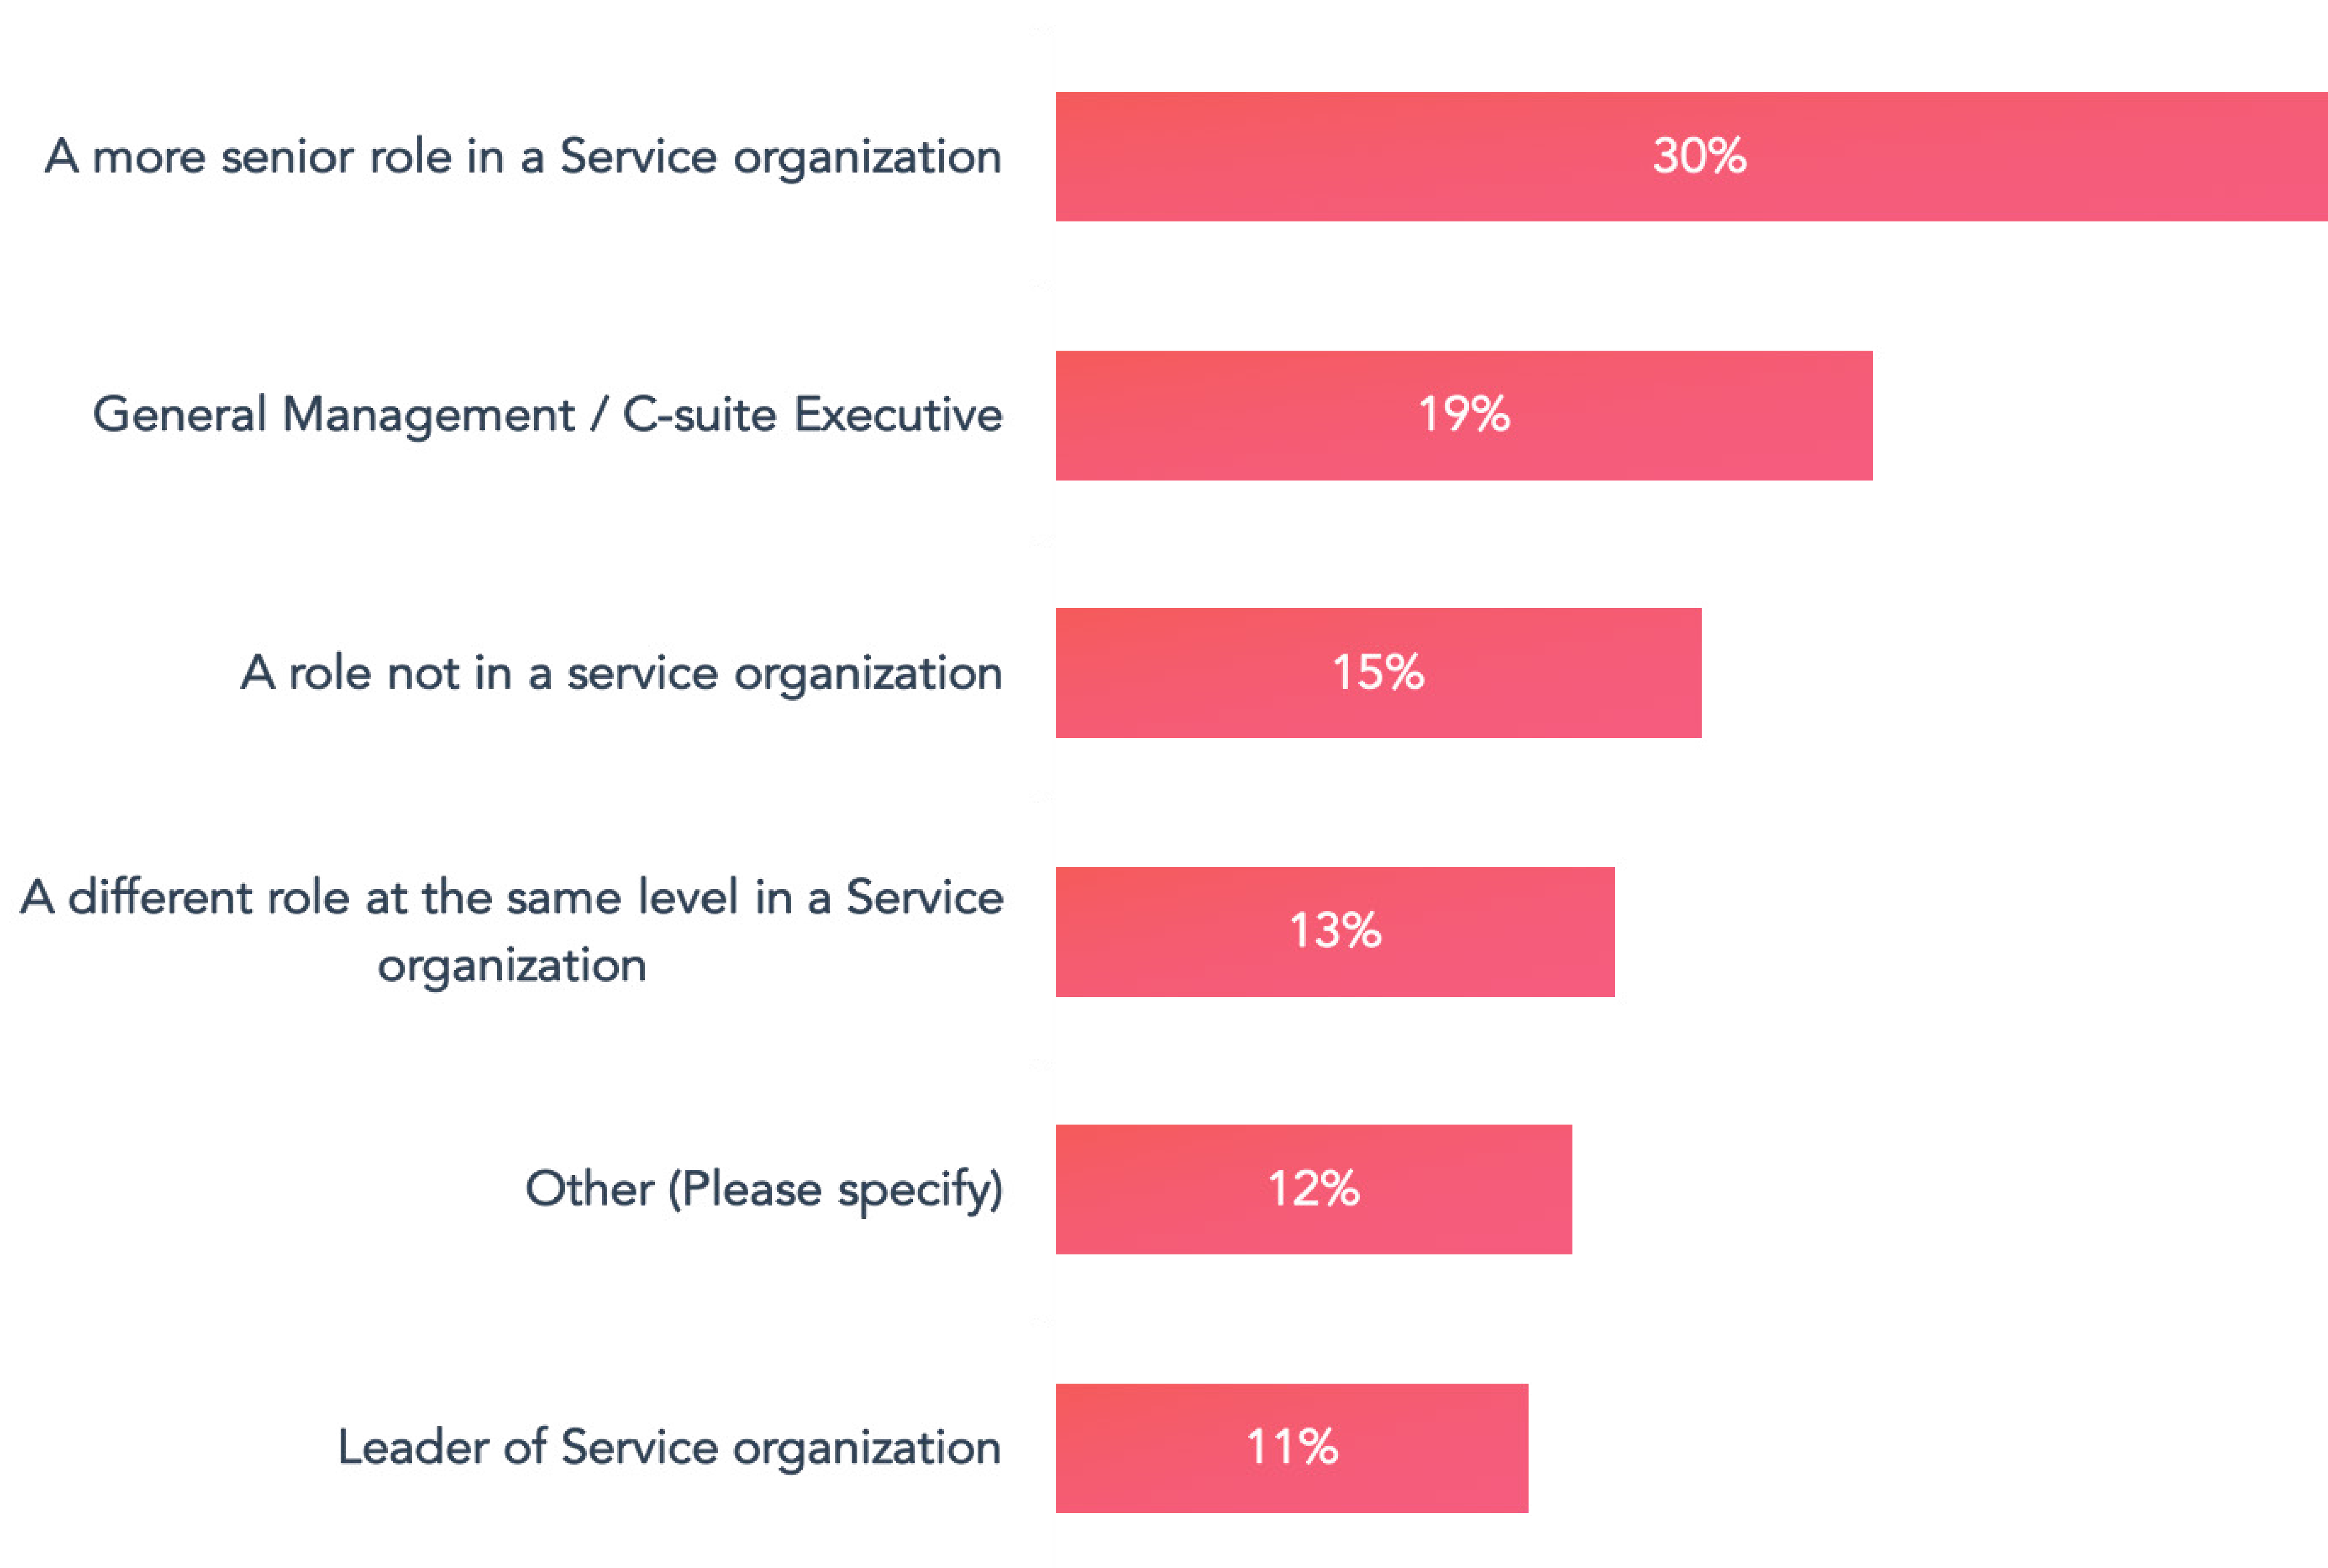 A more senior role in a Service organization
30%
General Management / C-suite Executive
19%
A role not in a service organization
15%
A different role at the same level in a Service
organization
13%
Other (Please specify)
12%
Leader of Service organization
11%